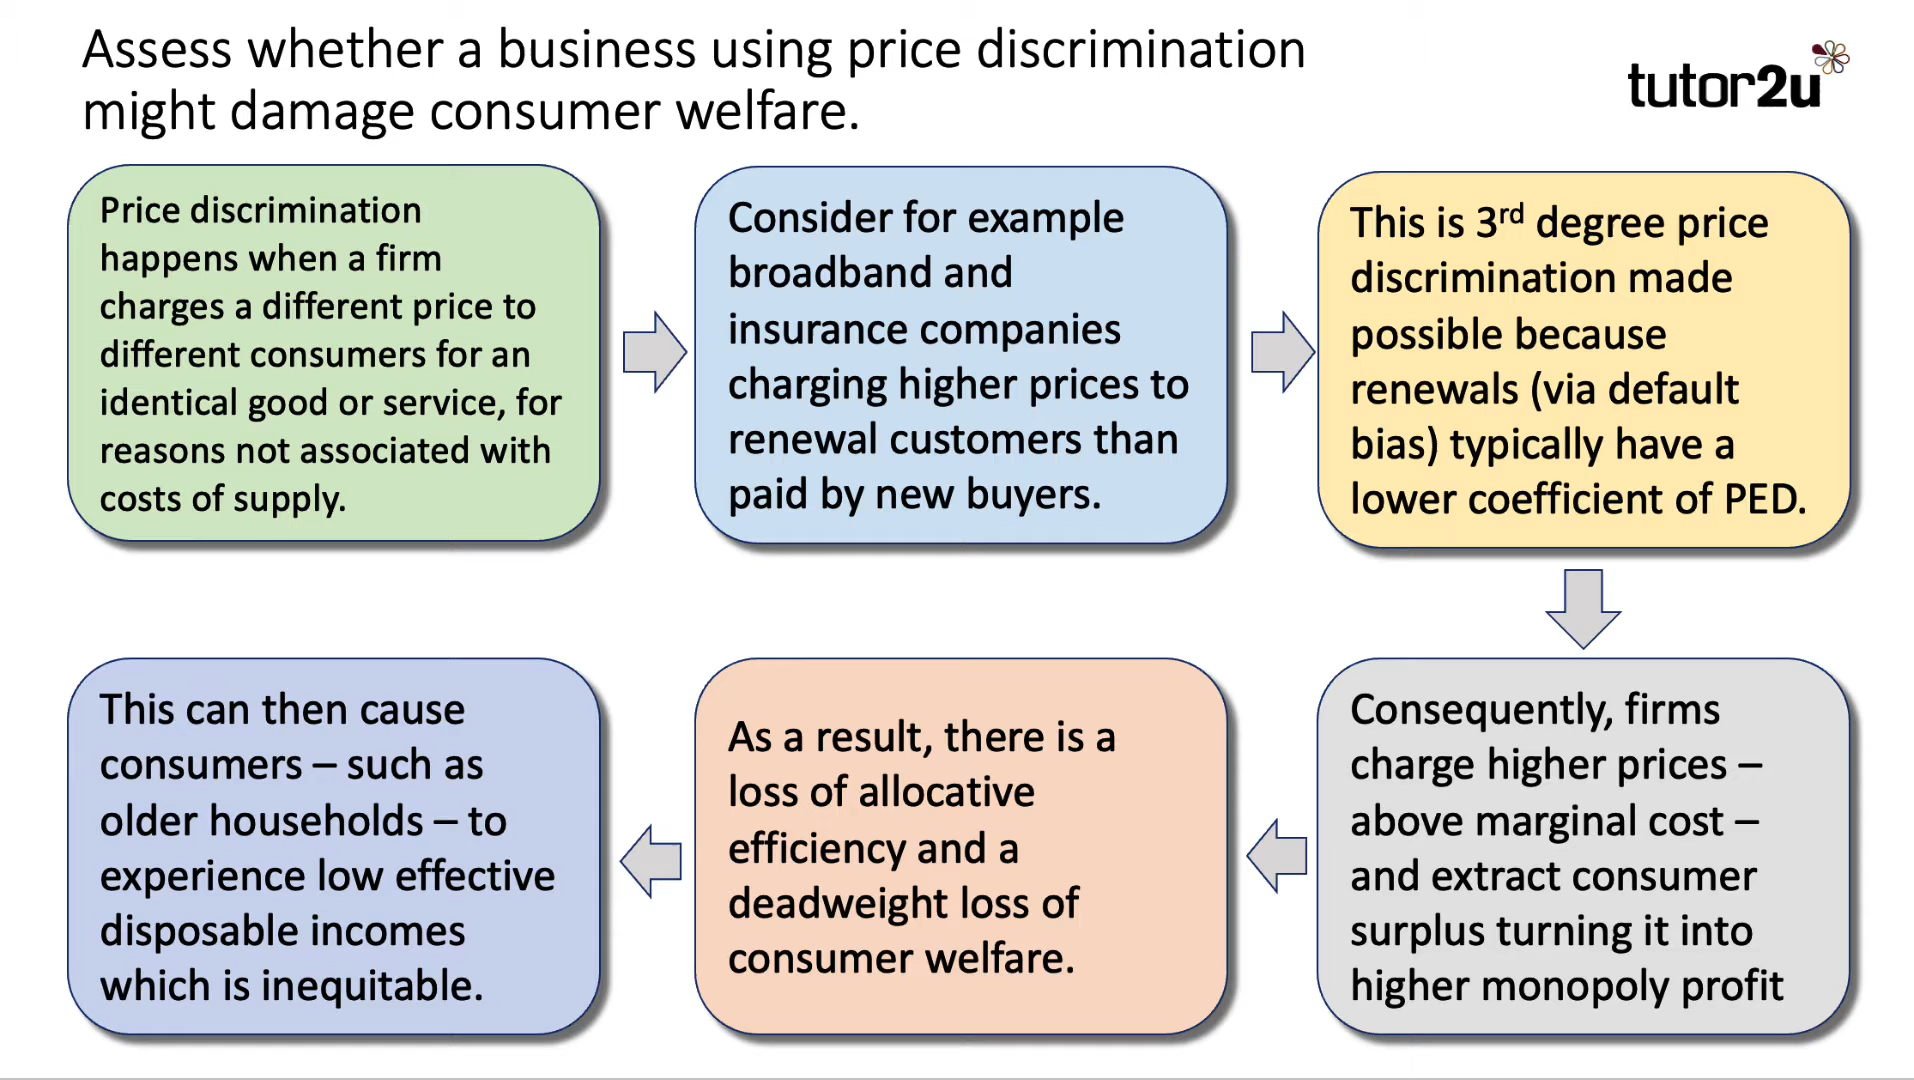 Assess whether a business using price discrimination
might damage consumer welfare.
tutor2u
Price discrimination
happens when a firm
charges a different price to
different consumers for an
identical good or service, for
reasons not associated with
costs of supply.
Consider for example
broadband and
insurance companies
charging higher prices to
renewal customers than
paid by new buyers.
This is 3rd degree price
discrimination made
possible because
renewals (via default
bias) typically have a
lower coefficient of PED.
Consequently, firms
charge higher prices –
above marginal cost –
and extract consumer
surplus turning it into
higher monopoly profit
As a result, there is a
loss of allocative
efficiency and a
deadweight loss of
consumer welfare.
This can then cause
consumers – such as
older households – to
experience low effective
disposable incomes
which is inequitable.